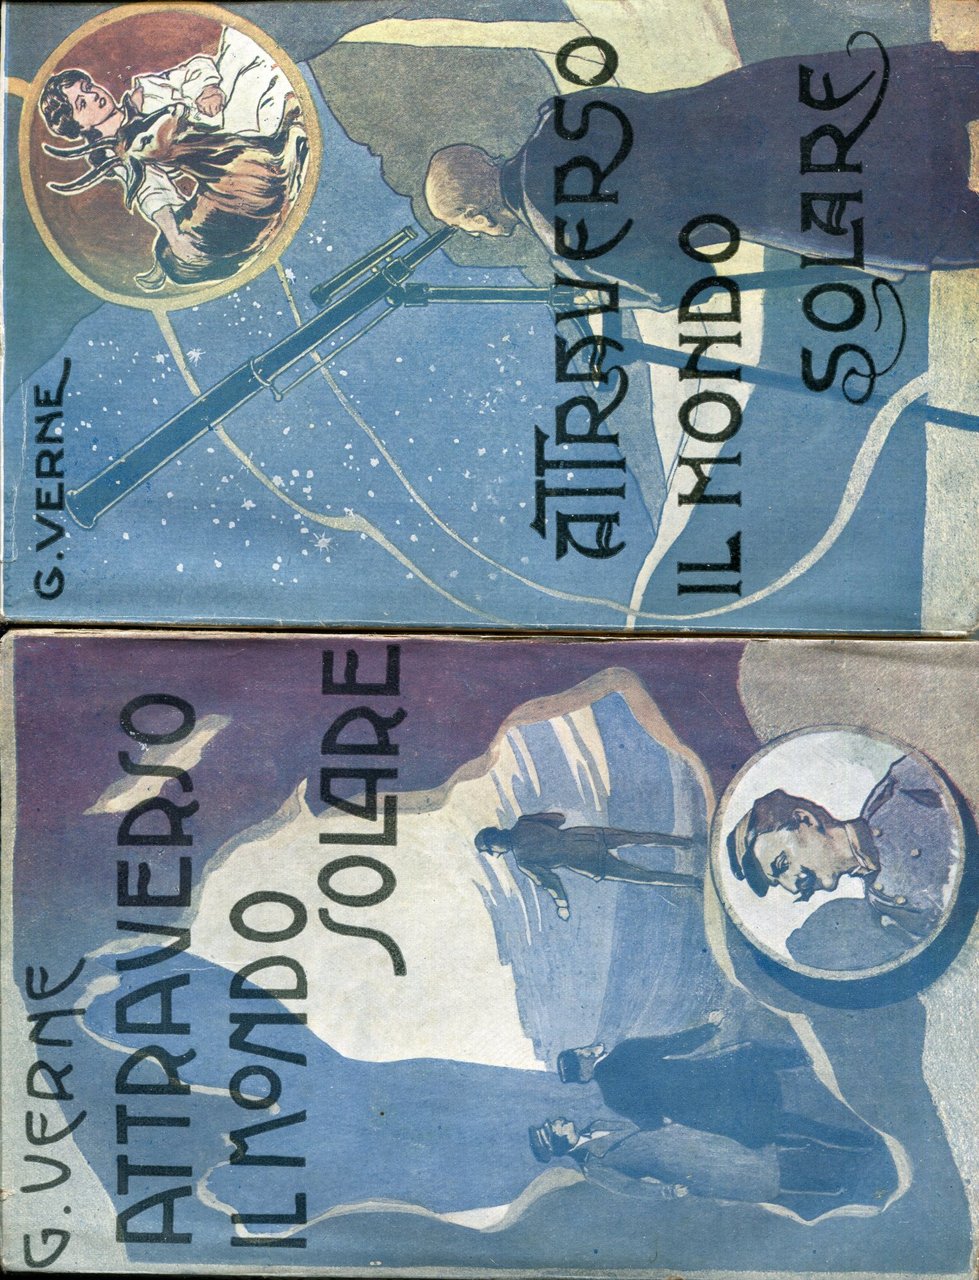 G. VERNE
ATTRAVERSO
IL MONDO
SOLARE
G. VERNE
ATTRAVERSO
IL MONDO
SOLARE